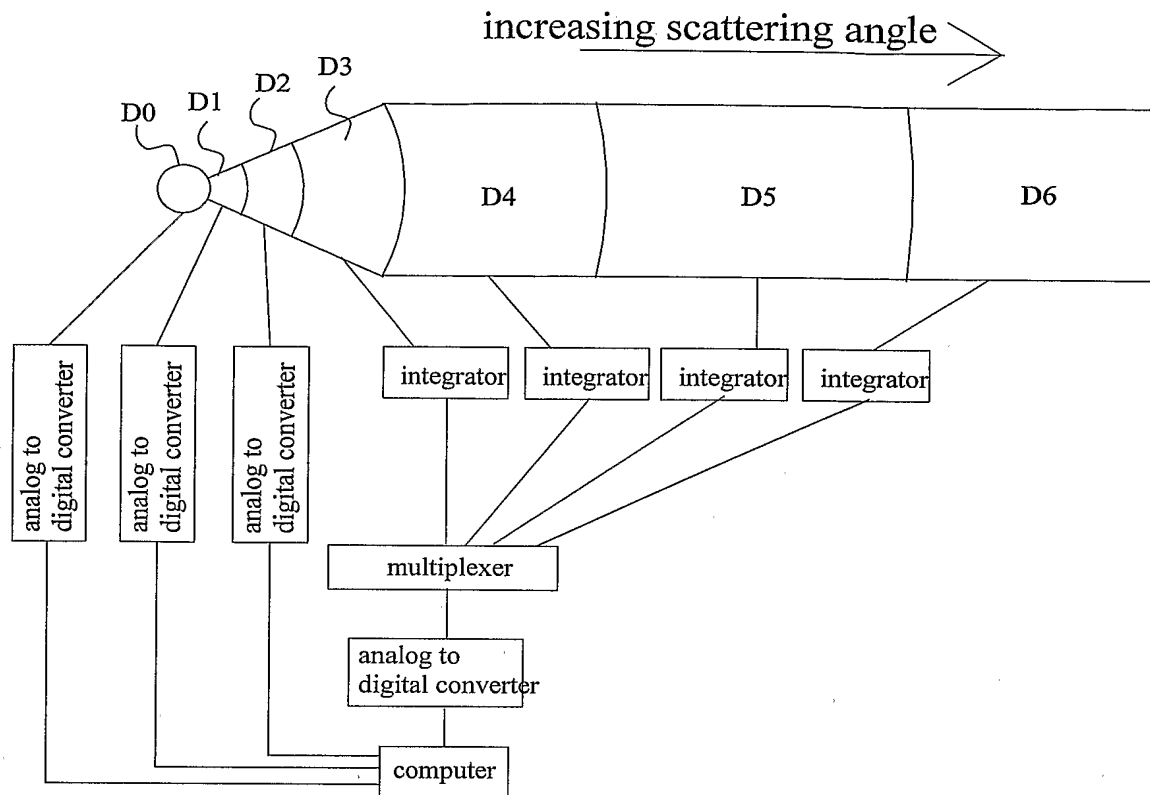 increasing scattering angle
D0
D1
D2
D3
D4
D5
D6
analog to
digital converter
analog to
digital converter
analog to
digital converter
integrator
integrator
integrator
integrator
multiplexer
analog to
digital converter
computer